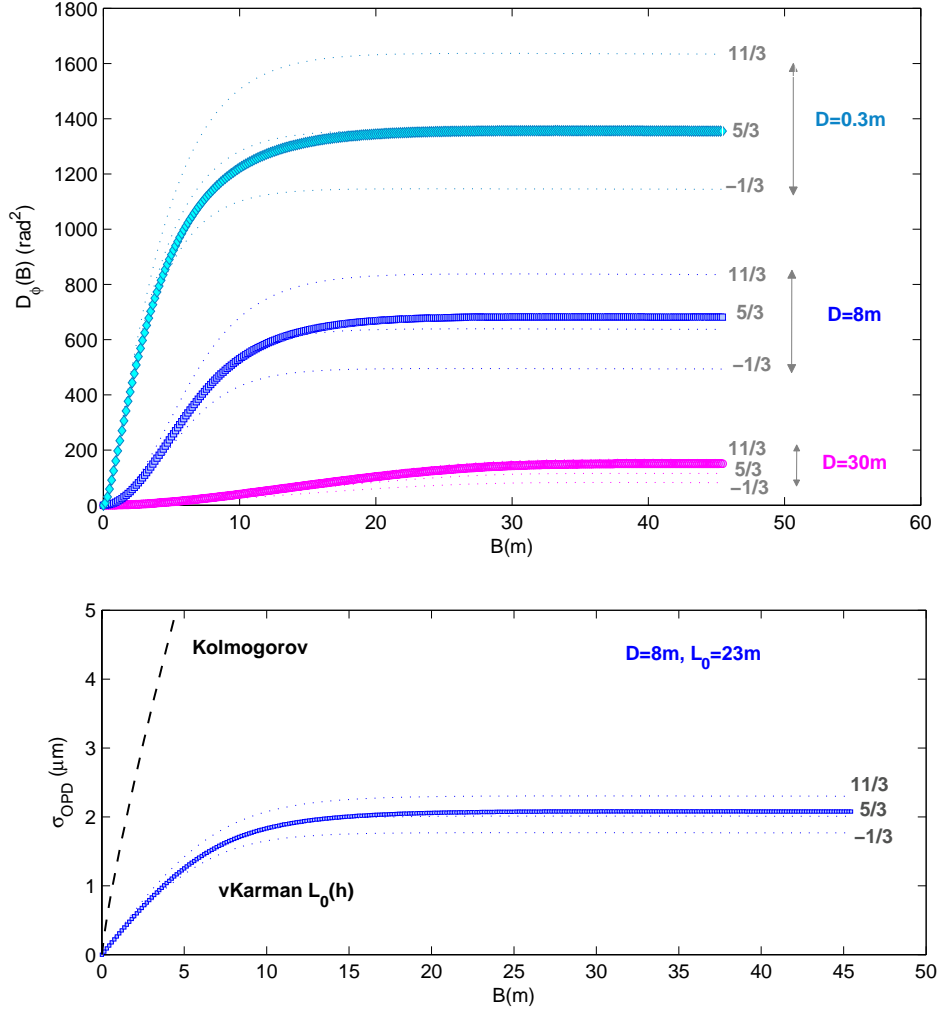 1800
1600
1400
1200
1000
800
600
400
200
0
D_ϕ(B) (rad²)
11/3
5/3
−1/3
D=0.3m
11/3
5/3
−1/3
D=8m
11/3
5/3
−1/3
D=30m
0 10 20 30 40 50 60
B(m)
5
4
3
2
1
0
σ_OPD (μm)
Kolmogorov
D=8m, L_0=23m
11/3
5/3
−1/3
vKarman L_0(h)
0 5 10 15 20 25 30 35 40 45 50
B(m)